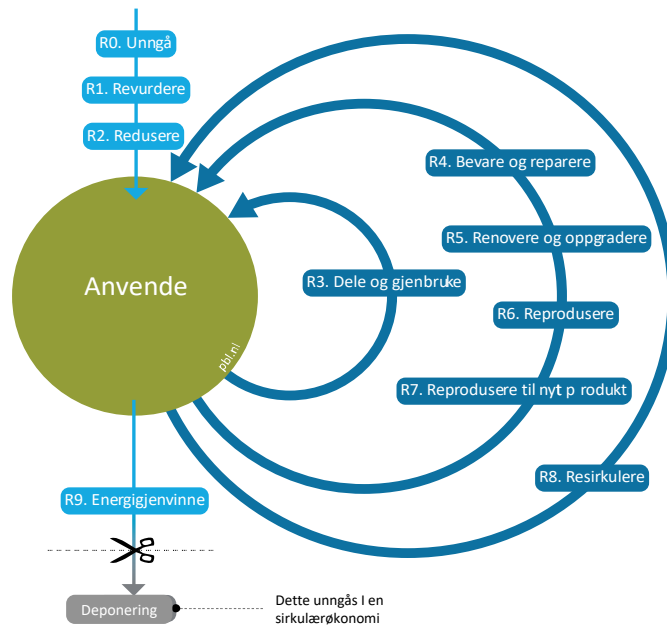 R0. Unngå
R1. Revurdere
R2. Redusere
R4. Bevare og reparere
R5. Renovere og oppgradere
Anvende
R3. Dele og gjenbruke
R6. Reprodusere
pbl.nl
R7. Reprodusere til nyt p rodukt
R8. Resirkulere
R9. Energigjenvinne
Deponering
Dette unngås I en
sirkulærøkonomi